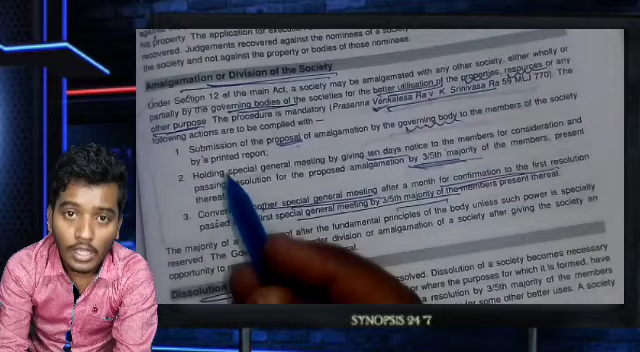 his property. The application for execution
recovered. Judgements recovered against the nominees of a society
the society and not against the property or bodies of those nominees.
Amalgamation or Division of the Society
Under Section 12 of the main Act, a society may be amalgamated with any other society, either wholly or
partially by the governing bodies of the societies for the better utilisation of the properties, resources or any
other purpose. The procedure is mandatory (Prasanna Venkatesa Ra v K. Srinivasa Ra 59 MLJ 770). The
following actions are to be complied with —
1. Submission of the proposal of amalgamation by the governing body to the members of the society
by a printed report;
2. Holding special general meeting by giving ten days notice to the members for consideration and
passing resolution for the proposed amalgamation by 3/5th majority of the members, present
3. another special general meeting after a month for confirmation to the first resolution
passed first special general meeting by 3/5th majority of the members present thereat.
The majority of a alter the fundamental principles of the body unless such power is specially
reserved. The division or amalgamation of a society after giving the society an
opportunity to
Dissolution Dissolution of a society becomes necessary
or where the purposes for which it is formed, have
a resolution by 3/5th majority of the members
for some other better uses. A society
SYNOPSIS 24 7